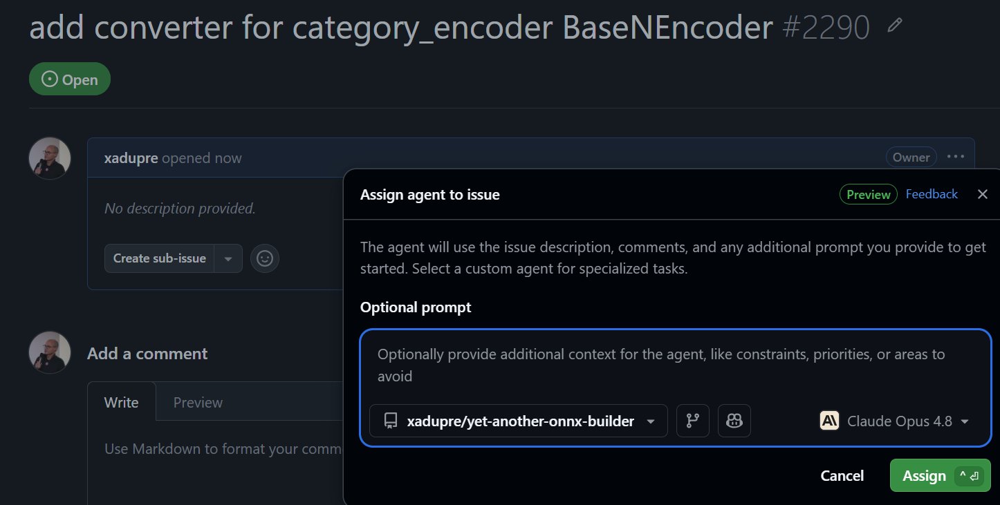 add converter for category_encoder BaseNEncoder #2290
Open
xadupre opened now
Owner
No description provided.
Create sub-issue
Add a comment
Write
Preview
Use Markdown to format your comm
Assign agent to issue
Preview
Feedback
The agent will use the issue description, comments, and any additional prompt you provide to get
started. Select a custom agent for specialized tasks.
Optional prompt
Optionally provide additional context for the agent, like constraints, priorities, or areas to
avoid
xadupre/yet-another-onnx-builder
Claude Opus 4.8
Cancel
Assign ^ ⏎